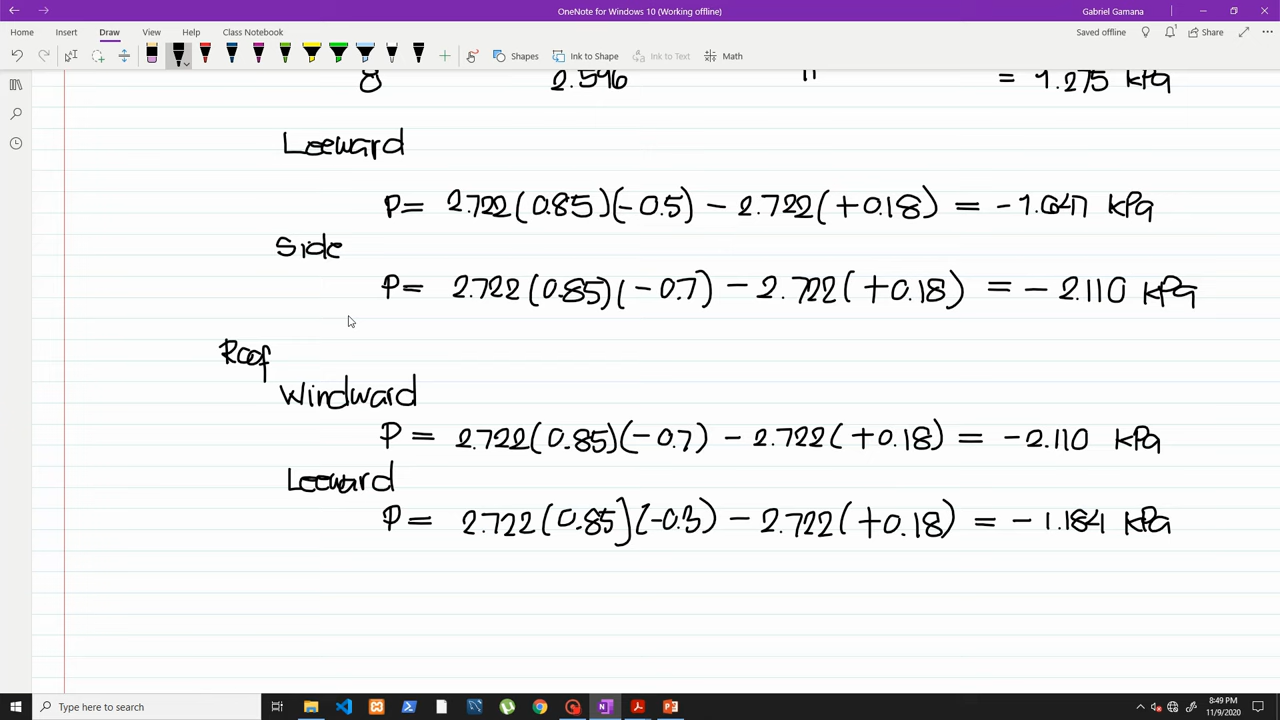 OneNote for Windows 10 (Working offline)
Gabriel Gamana
Home Insert Draw View Help Class Notebook
Saved offline Share
Shapes Ink to Shape Ink to Text Math
8 2.596 11 = 1.275 kPa
Leeward
P= 2.722(0.85)(-0.5) - 2.722(+0.18) = -1.647 kPa
Side
P= 2.722(0.85)(-0.7) - 2.722(+0.18) = -2.110 kPa
Roof
Windward
P = 2.722(0.85)(-0.7) - 2.722(+0.18) = -2.110 kPa
Leeward
P = 2.722(0.85)(-0.3) - 2.722(+0.18) = -1.184 kPa
Type here to search
8:49 PM
11/9/2020